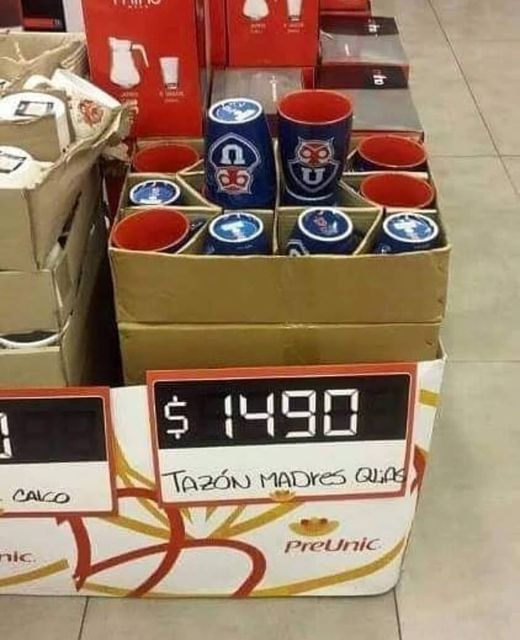 $ 1490
TAZÓN MADres QLIAS
CALCO
PreUnic
nic.
U